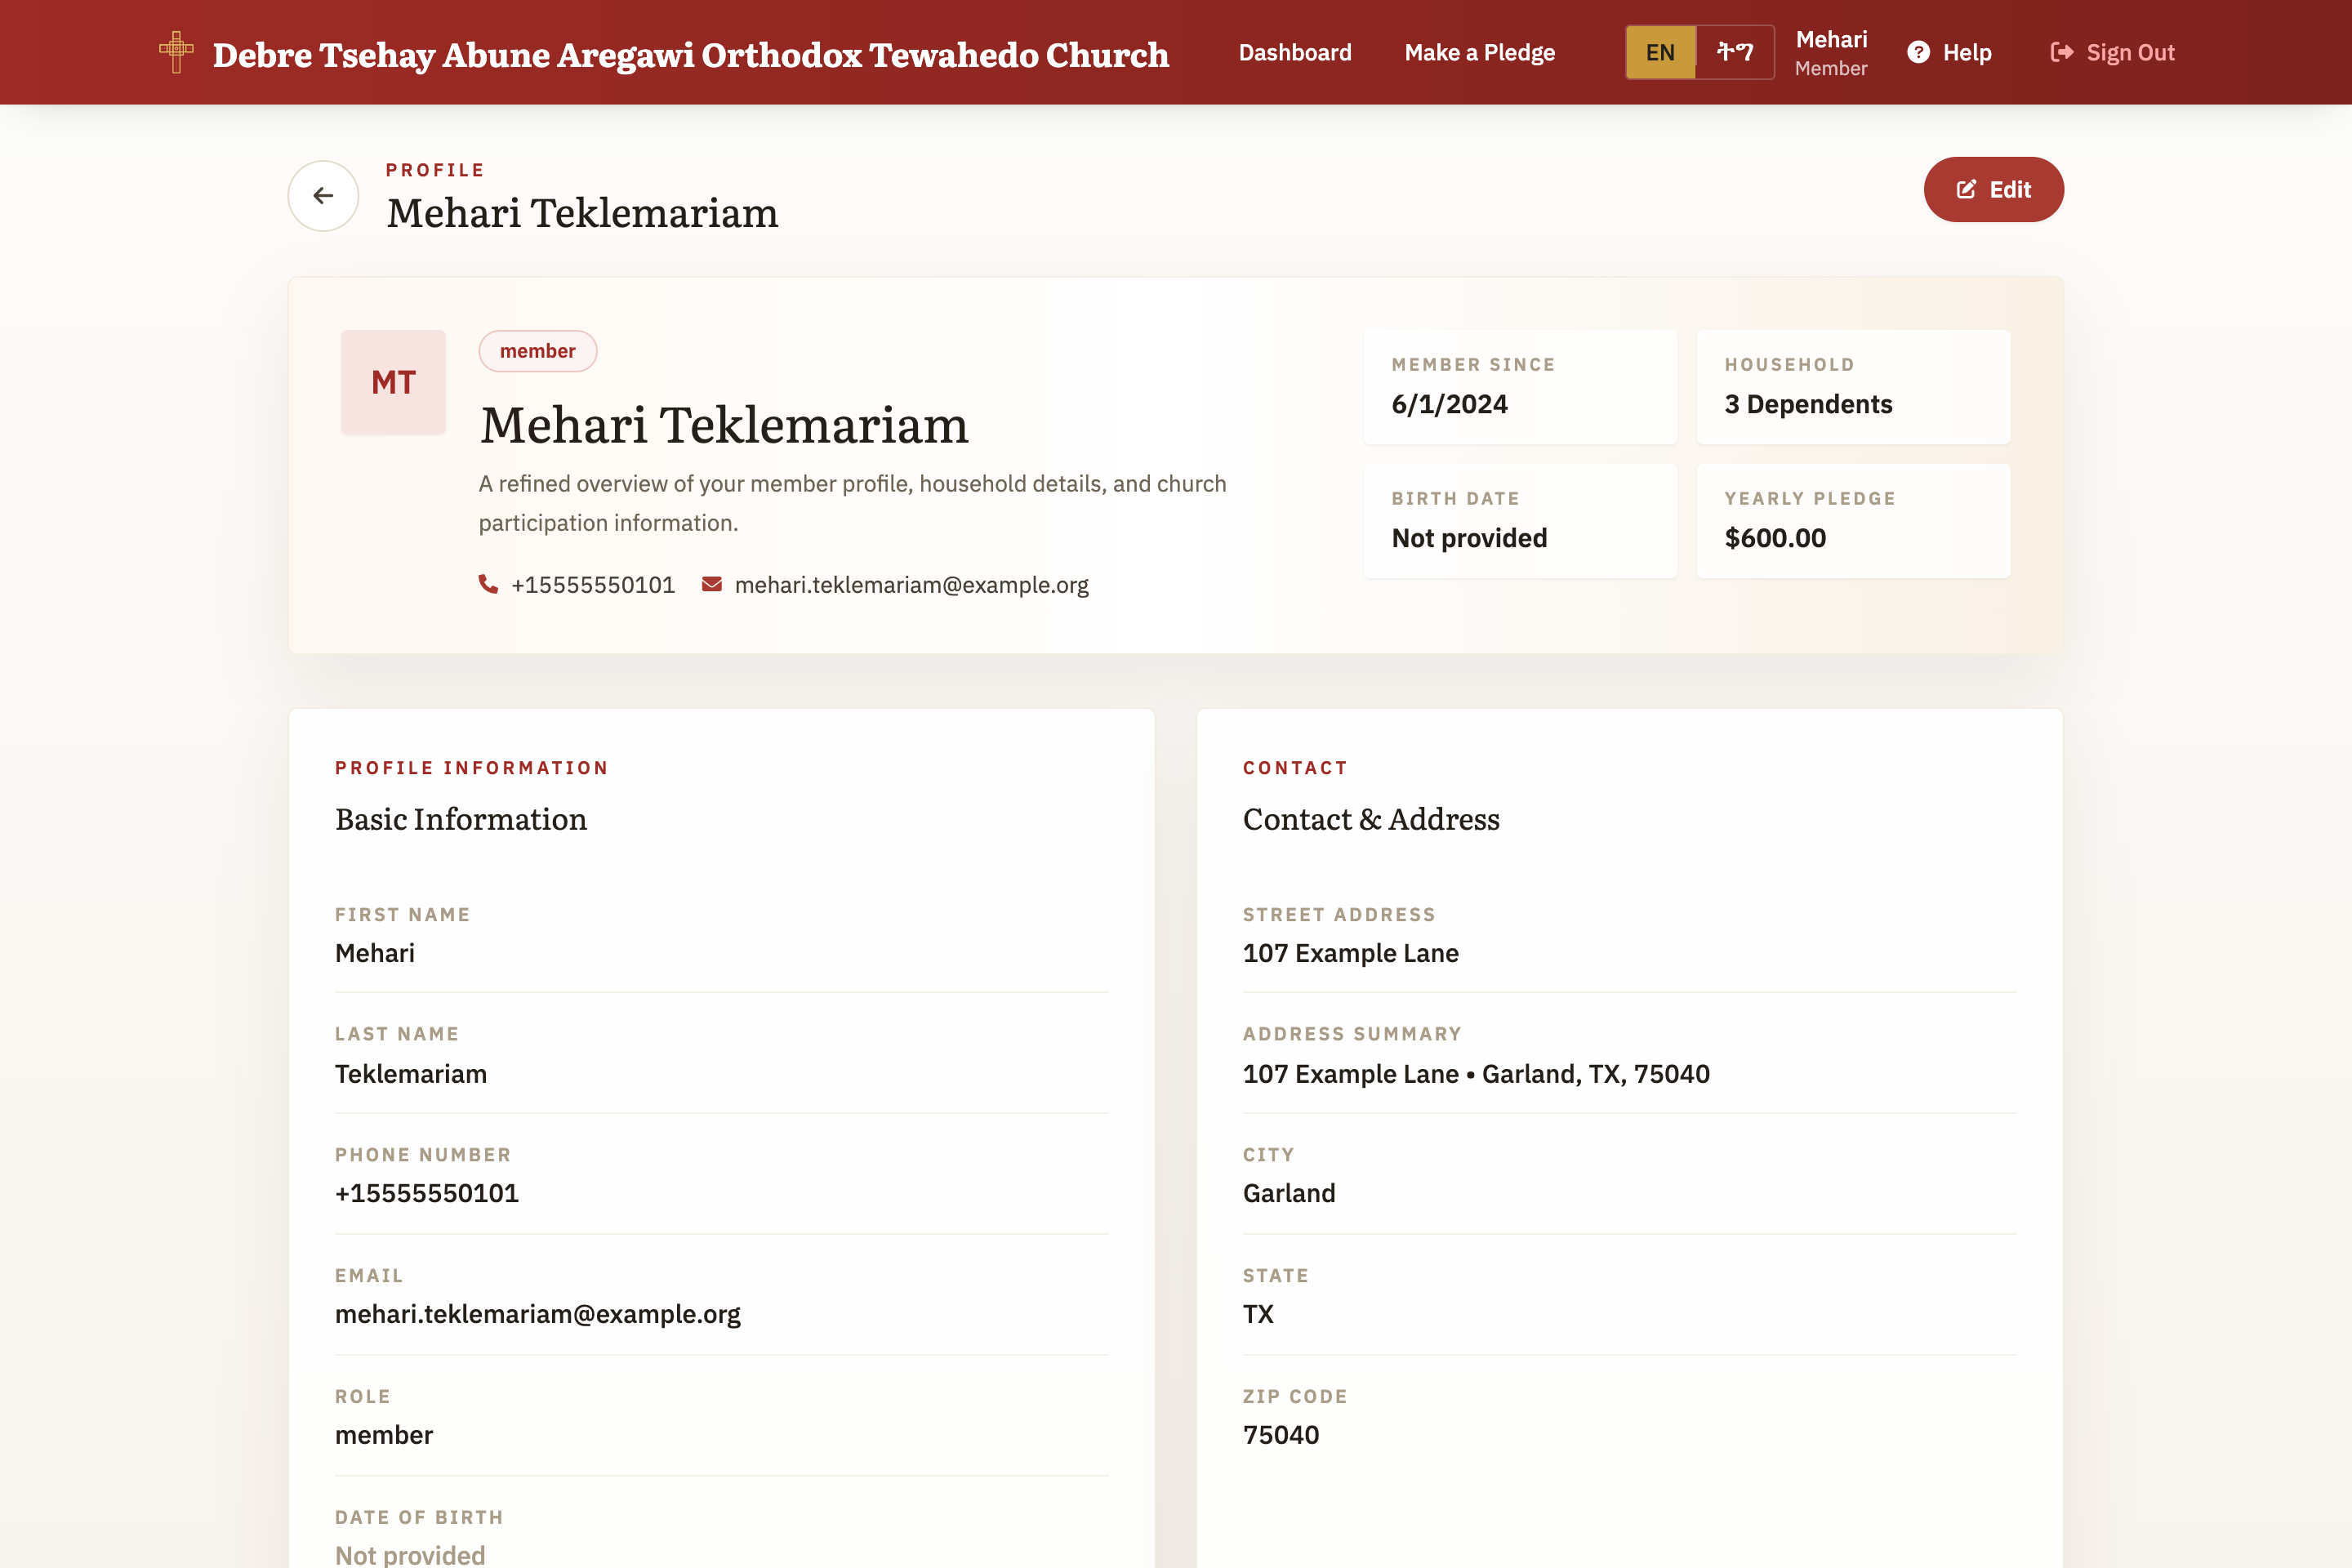 Debre Tsehay Abune Aregawi Orthodox Tewahedo Church
Dashboard
Make a Pledge
EN
ትግ
Mehari
Member
Help
Sign Out
PROFILE
Mehari Teklemariam
Edit
MT
member
Mehari Teklemariam
A refined overview of your member profile, household details, and church
participation information.
+15555550101
mehari.teklemariam@example.org
MEMBER SINCE
6/1/2024
HOUSEHOLD
3 Dependents
BIRTH DATE
Not provided
YEARLY PLEDGE
$600.00
PROFILE INFORMATION
Basic Information
FIRST NAME
Mehari
LAST NAME
Teklemariam
PHONE NUMBER
+15555550101
EMAIL
mehari.teklemariam@example.org
ROLE
member
DATE OF BIRTH
Not provided
CONTACT
Contact & Address
STREET ADDRESS
107 Example Lane
ADDRESS SUMMARY
107 Example Lane • Garland, TX, 75040
CITY
Garland
STATE
TX
ZIP CODE
75040